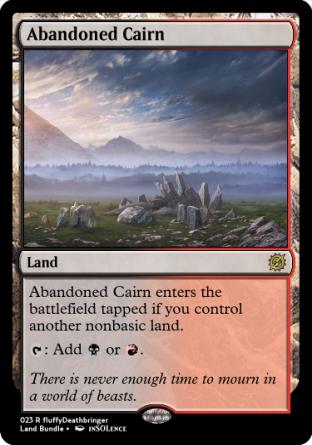 Abandoned Cairn
Land
Abandoned Cairn enters the
battlefield tapped if you control
another nonbasic land.
: Add or .
There is never enough time to mourn in
a world of beasts.
023 R fluffyDeathbringer
Land Bundle • INSOLENCE